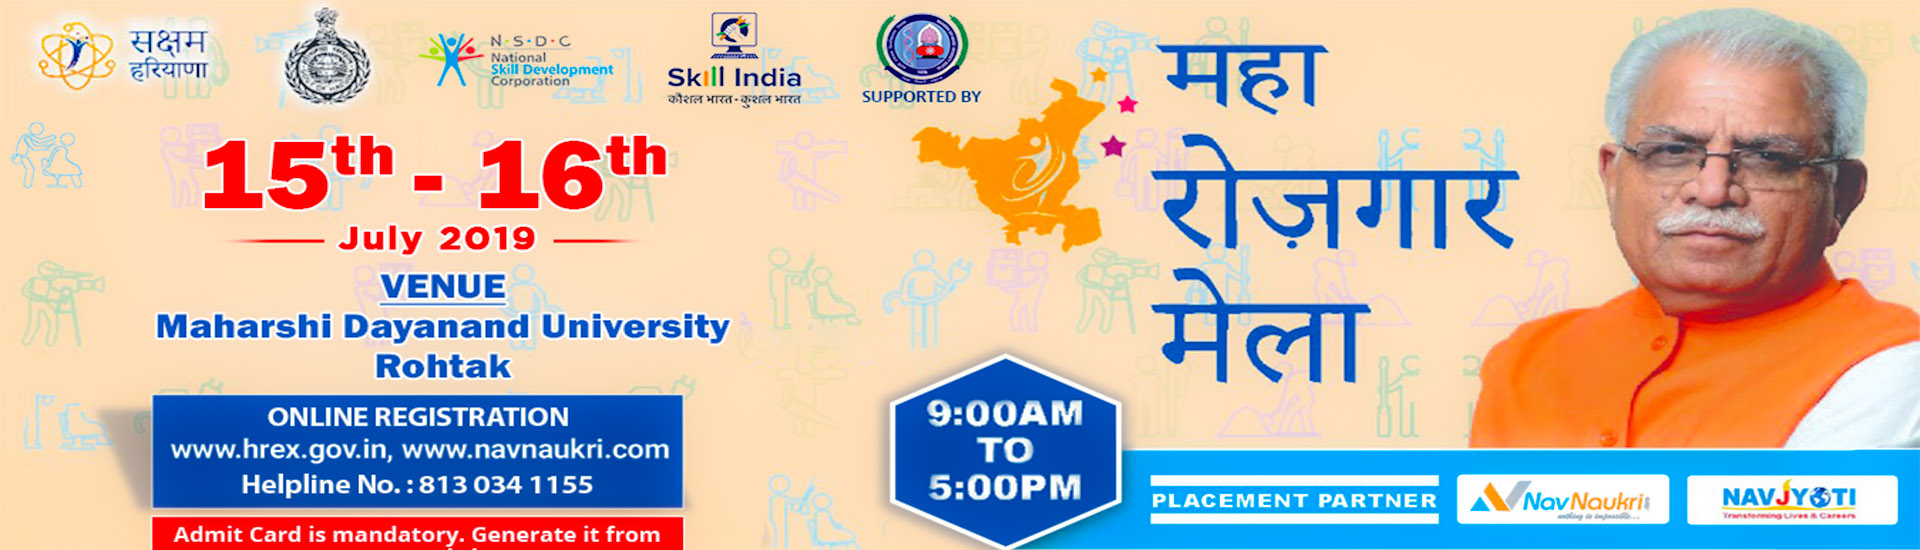 सक्षम
हरियाणा
N·S·D·C
National
Skill Development
Corporation
Skill India
कौशल भारत - कुशल भारत
SUPPORTED BY
15th - 16th
July 2019
VENUE
Maharshi Dayanand University
Rohtak
ONLINE REGISTRATION
www.hrex.gov.in, www.navnaukri.com
Helpline No. : 813 034 1155
Admit Card is mandatory. Generate it from
महा
रोज़गार
मेला
9:00AM
TO
5:00PM
PLACEMENT PARTNER
NavNaukri
nothing is impossible...
NAVJYOTI
Transforming Lives & Careers